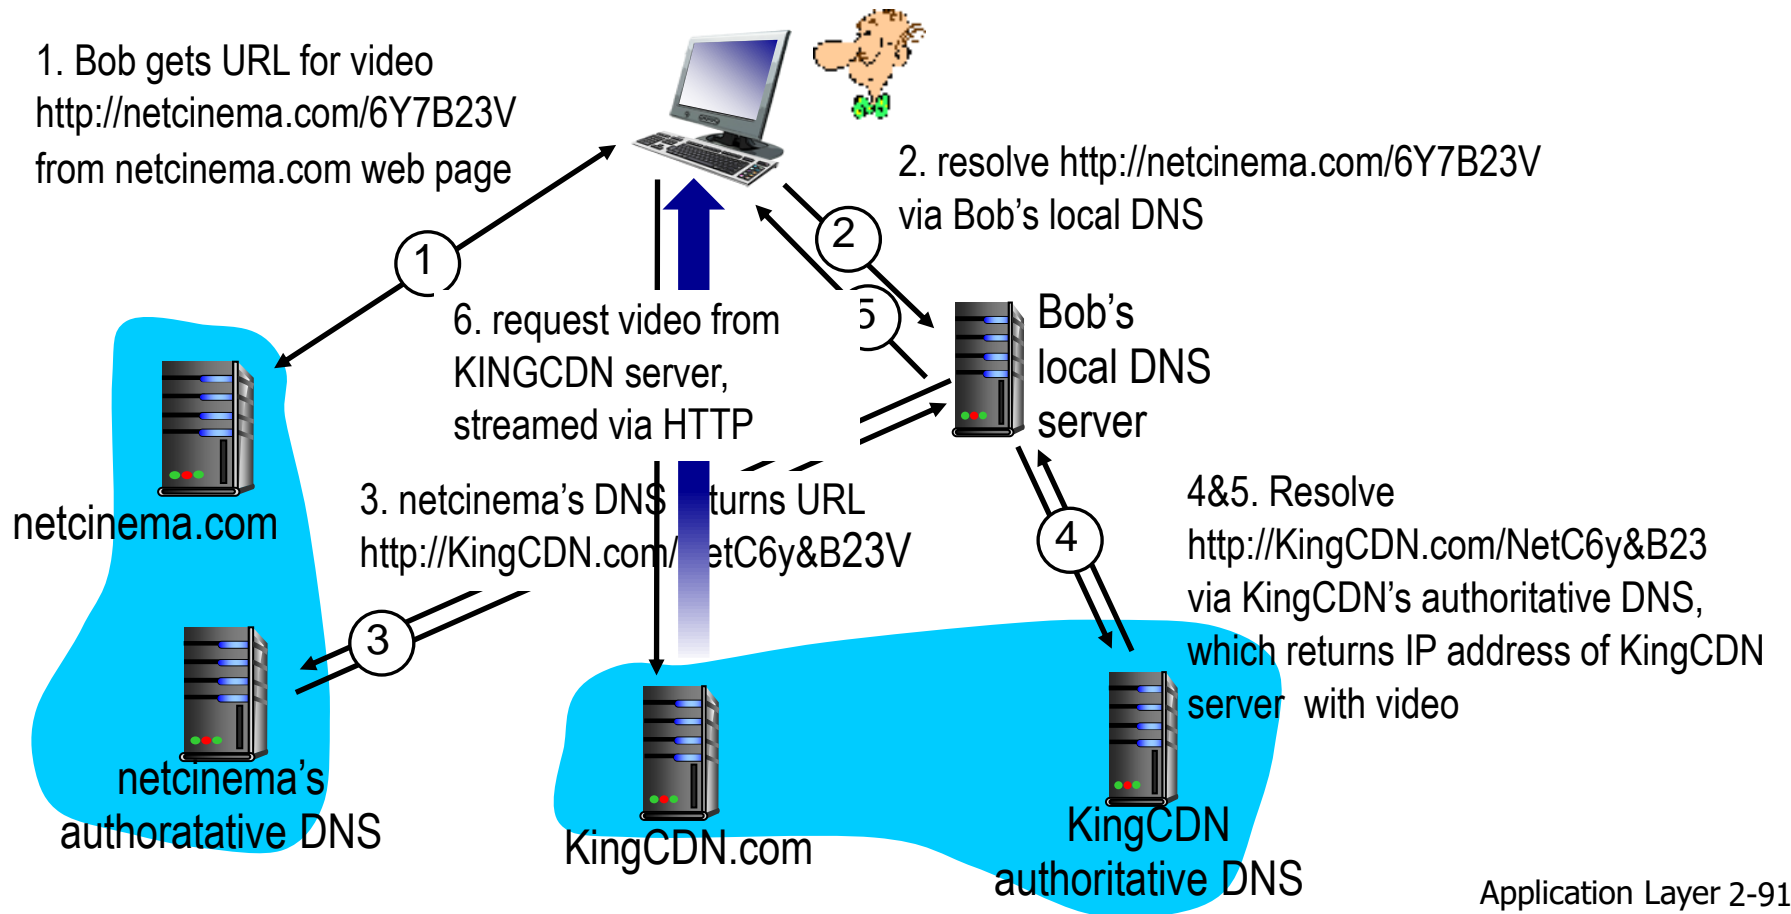 1. Bob gets URL for video
http://netcinema.com/6Y7B23V
from netcinema.com web page
2. resolve http://netcinema.com/6Y7B23V
via Bob's local DNS
1
2
5
6. request video from
KINGCDN server,
streamed via HTTP
Bob's
local DNS
server
3. netcinema's DNS turns URL
http://KingCDN.com/ etC6y&B23V
4&5. Resolve
http://KingCDN.com/NetC6y&B23
via KingCDN's authoritative DNS,
which returns IP address of KingCDN
server with video
4
3
netcinema.com
netcinema's
authoratative DNS
KingCDN.com
KingCDN
authoritative DNS
Application Layer 2-91